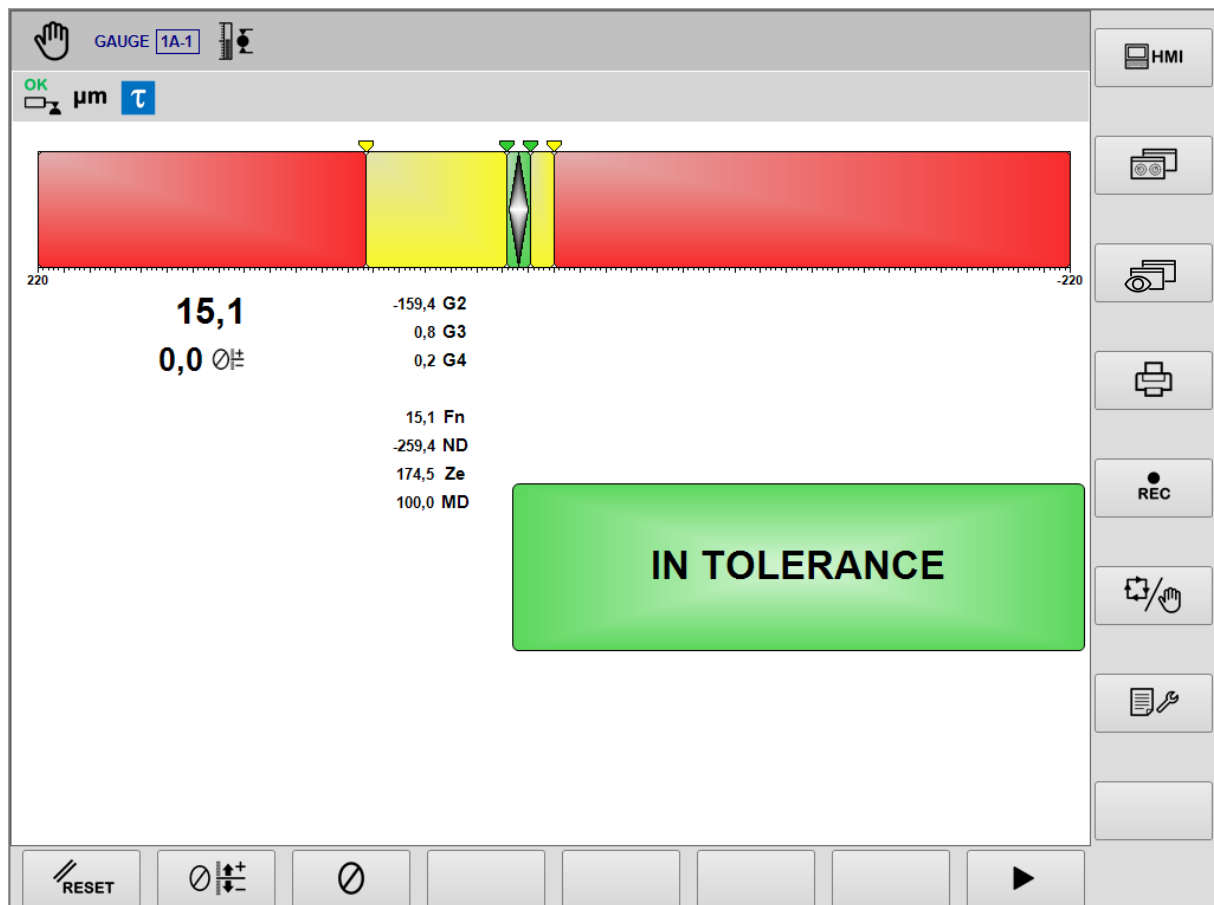 GAUGE 1A-1
HMI
OK
µm τ
220 -220
15,1
0,0
-159,4 G2
0,8 G3
0,2 G4
15,1 Fn
-259,4 ND
174,5 Ze
100,0 MD
REC
IN TOLERANCE
RESET